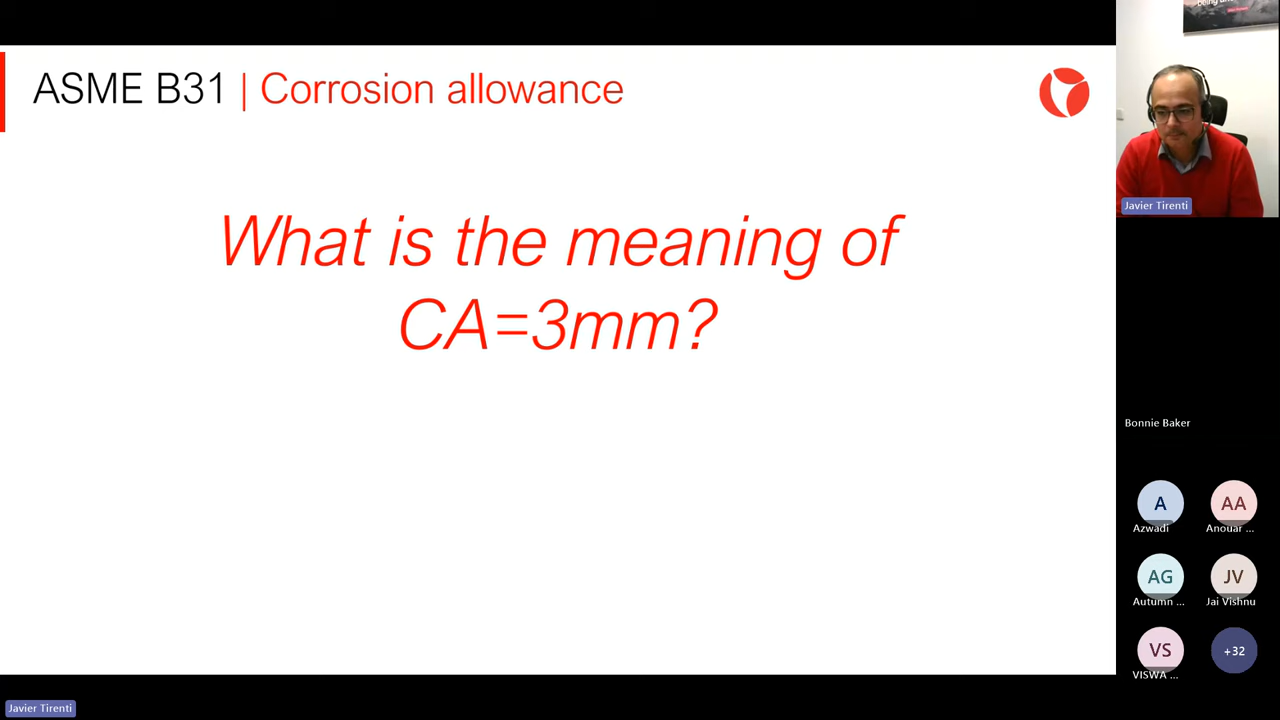 ASME B31 | Corrosion allowance
What is the meaning of
CA=3mm?
Javier Tirenti
Bonnie Baker
A
AA
Azwadi
Anouar ...
AG
JV
Autumn ...
Jai Vishnu
VS
+32
VISWA ...
Javier Tirenti